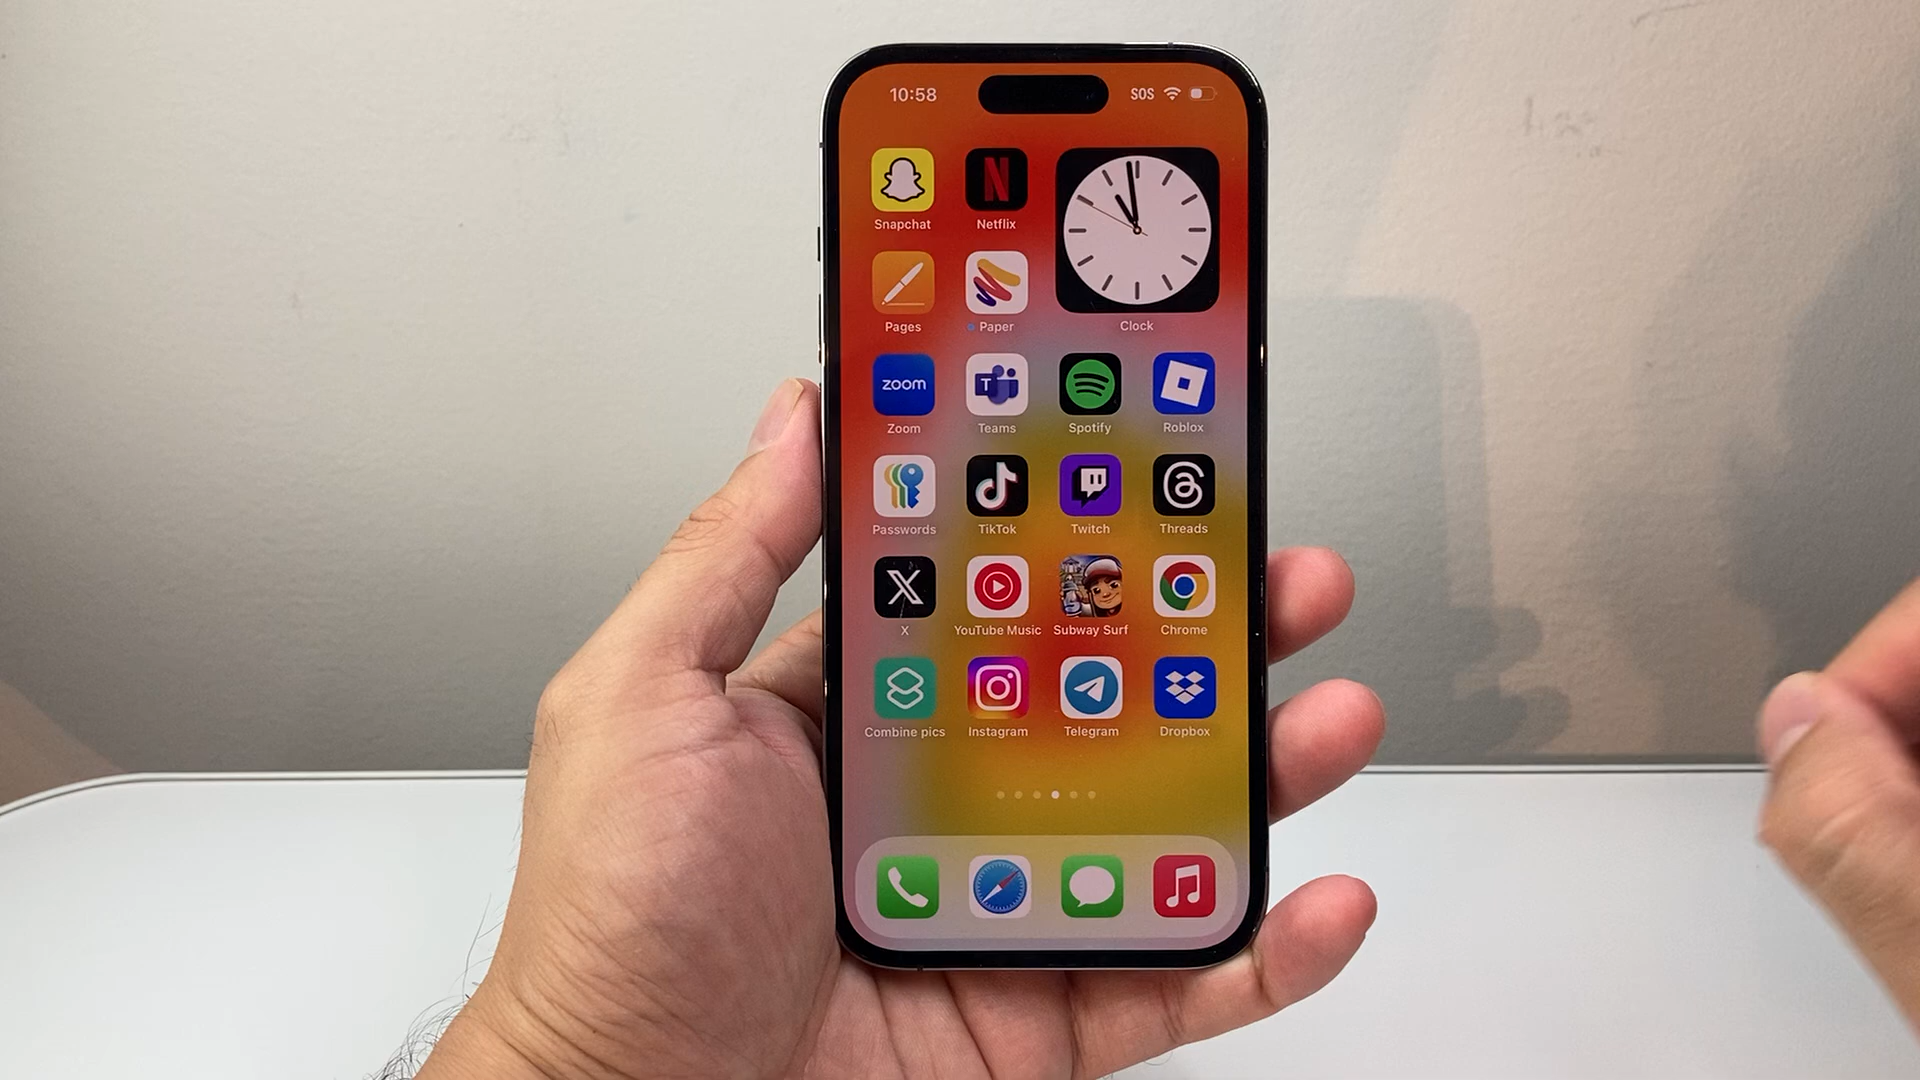 10:58 SOS
Snapchat Netflix
Pages Paper Clock
zoom T
Zoom Teams Spotify Roblox
Passwords TikTok Twitch Threads
X YouTube Music Subway Surf Chrome
Combine pics Instagram Telegram Dropbox